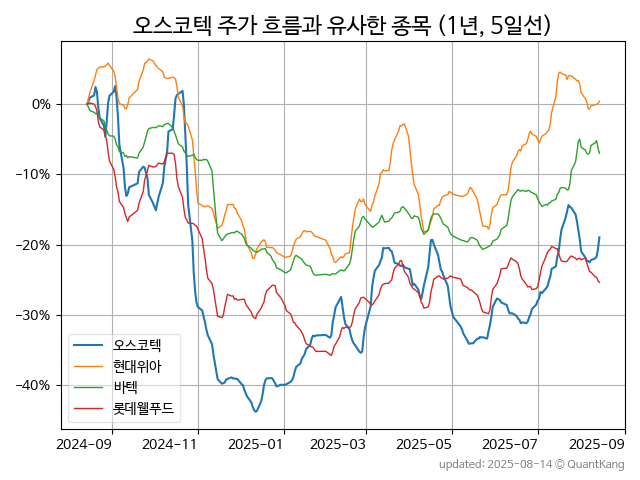 오스코텍 주가 흐름과 유사한 종목 (1년, 5일선)
0%
−10%
−20%
−30%
−40%
오스코텍
현대위아
바텍
롯데웰푸드
2024-09 2024-11 2025-01 2025-03 2025-05 2025-07 2025-09
updated: 2025-08-14 © QuantKang